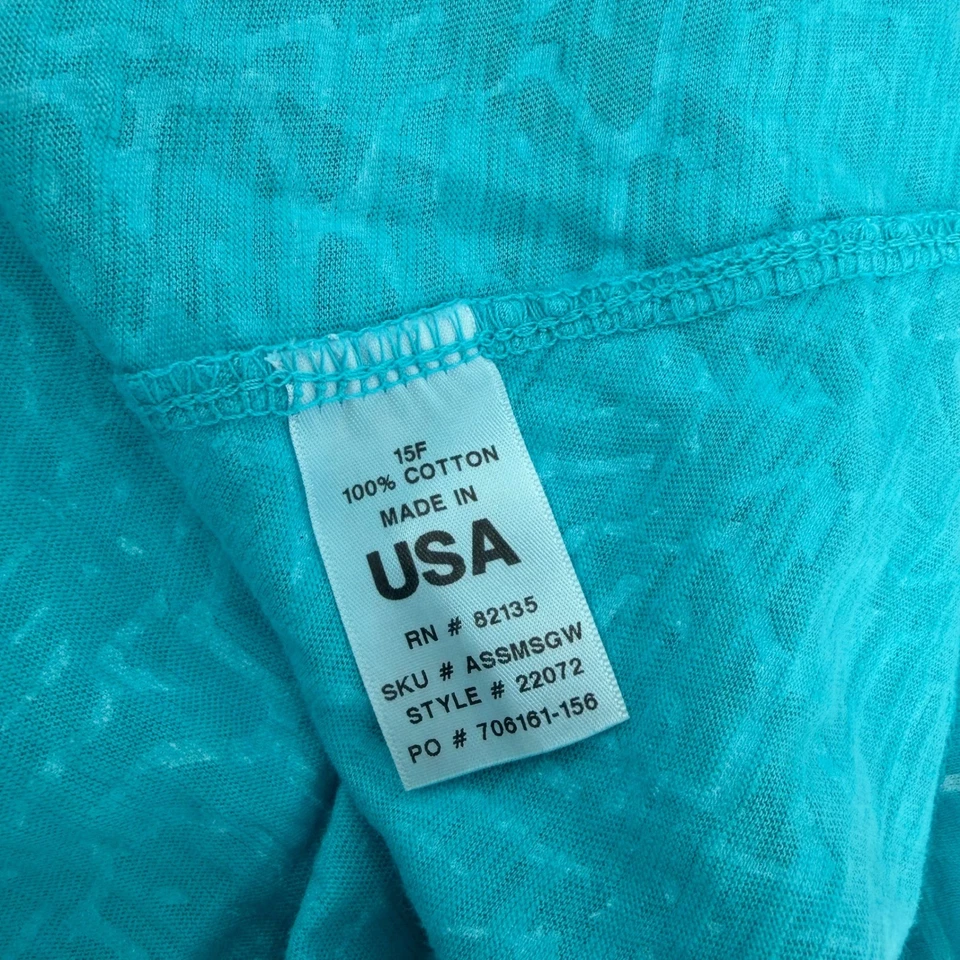 15F
100% COTTON
MADE IN
USA
RN # 82135
SKU # ASSMSGW
STYLE # 22072
PO # 706161-156